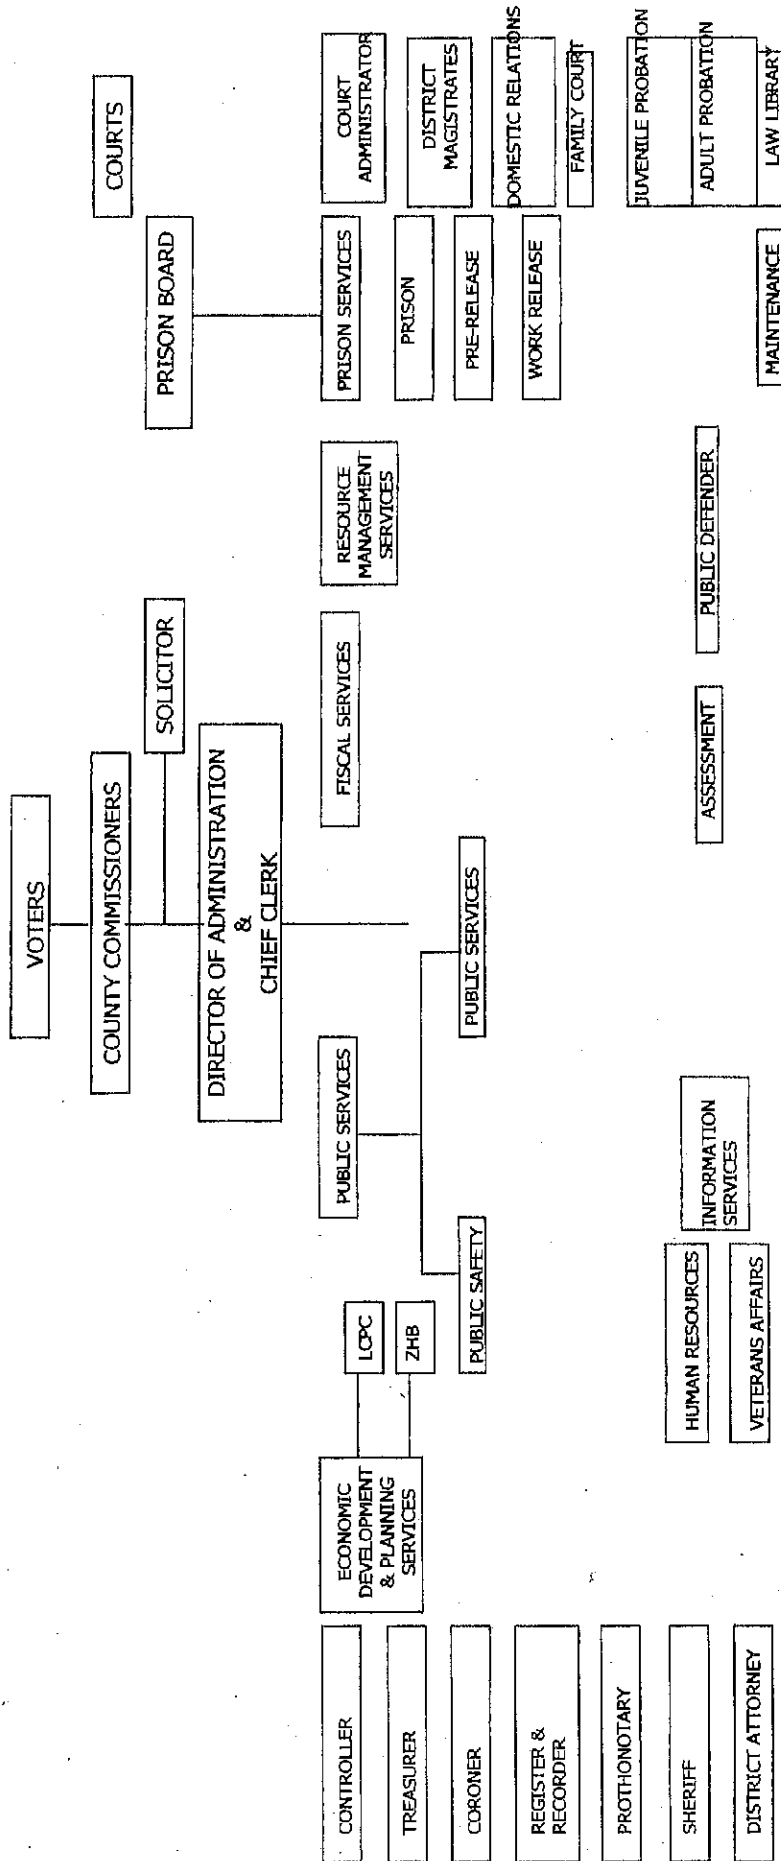 VOTERS
COUNTY COMMISSIONERS
COURTS
SOLICITOR
PRISON BOARD
DIRECTOR OF ADMINISTRATION
&
CHIEF CLERK
CONTROLLER
TREASURER
CORONER
REGISTER &
RECORDER
PROTHONOTARY
SHERIFF
DISTRICT ATTORNEY
ECONOMIC
DEVELOPMENT
& PLANNING
SERVICES
LCPC
ZHB
PUBLIC SERVICES
PUBLIC SAFETY
PUBLIC SERVICES
HUMAN RESOURCES
VETERANS AFFAIRS
INFORMATION
SERVICES
FISCAL SERVICES
ASSESSMENT
RESOURCE
MANAGEMENT
SERVICES
PUBLIC DEFENDER
PRISON SERVICES
PRISON
PRE-RELEASE
WORK RELEASE
MAINTENANCE
COURT
ADMINISTRATOR
DISTRICT
MAGISTRATES
DOMESTIC RELATIONS
FAMILY COURT
JUVENILE PROBATION
ADULT PROBATION
LAW LIBRARY